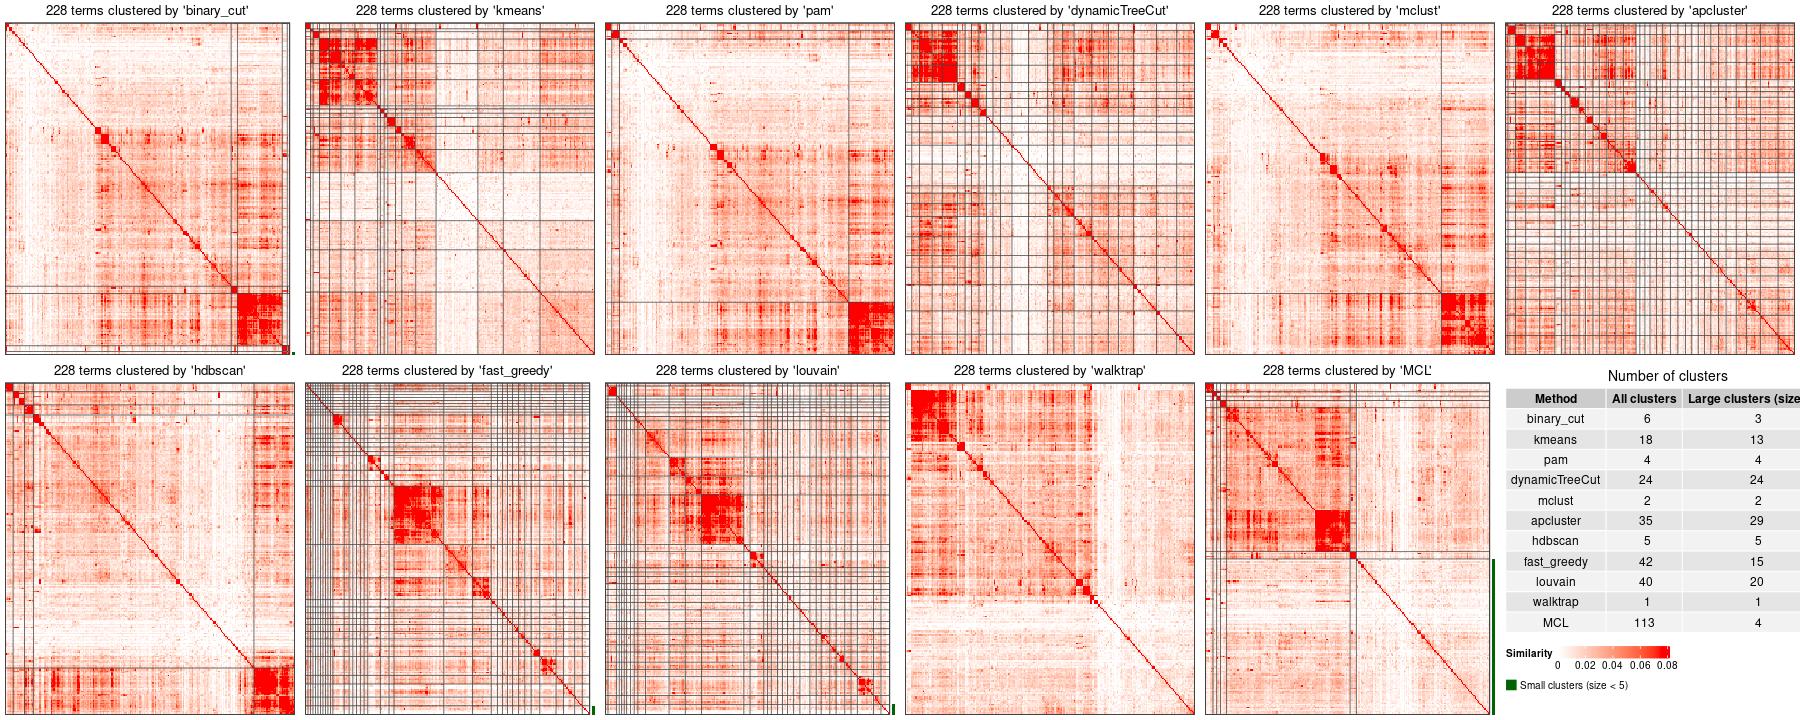 228 terms clustered by 'binary_cut'
228 terms clustered by 'kmeans'
228 terms clustered by 'pam'
228 terms clustered by 'dynamicTreeCut'
228 terms clustered by 'mclust'
228 terms clustered by 'apcluster'
228 terms clustered by 'hdbscan'
228 terms clustered by 'fast_greedy'
228 terms clustered by 'louvain'
228 terms clustered by 'walktrap'
228 terms clustered by 'MCL'
Number of clusters
Method All clusters Large clusters (size
binary_cut 6 3
kmeans 18 13
pam 4 4
dynamicTreeCut 24 24
mclust 2 2
apcluster 35 29
hdbscan 5 5
fast_greedy 42 15
louvain 40 20
walktrap 1 1
MCL 113 4
Similarity
0 0.02 0.04 0.06 0.08
Small clusters (size < 5)